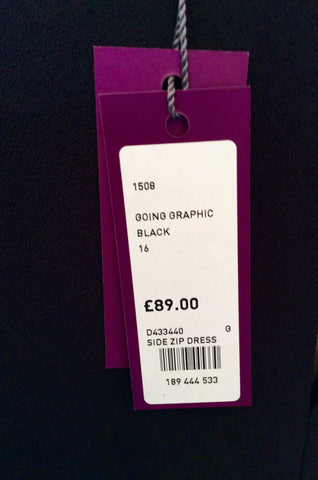 1508
GOING GRAPHIC
BLACK
16
£89.00
D433440 G
SIDE ZIP DRESS
189 444 533